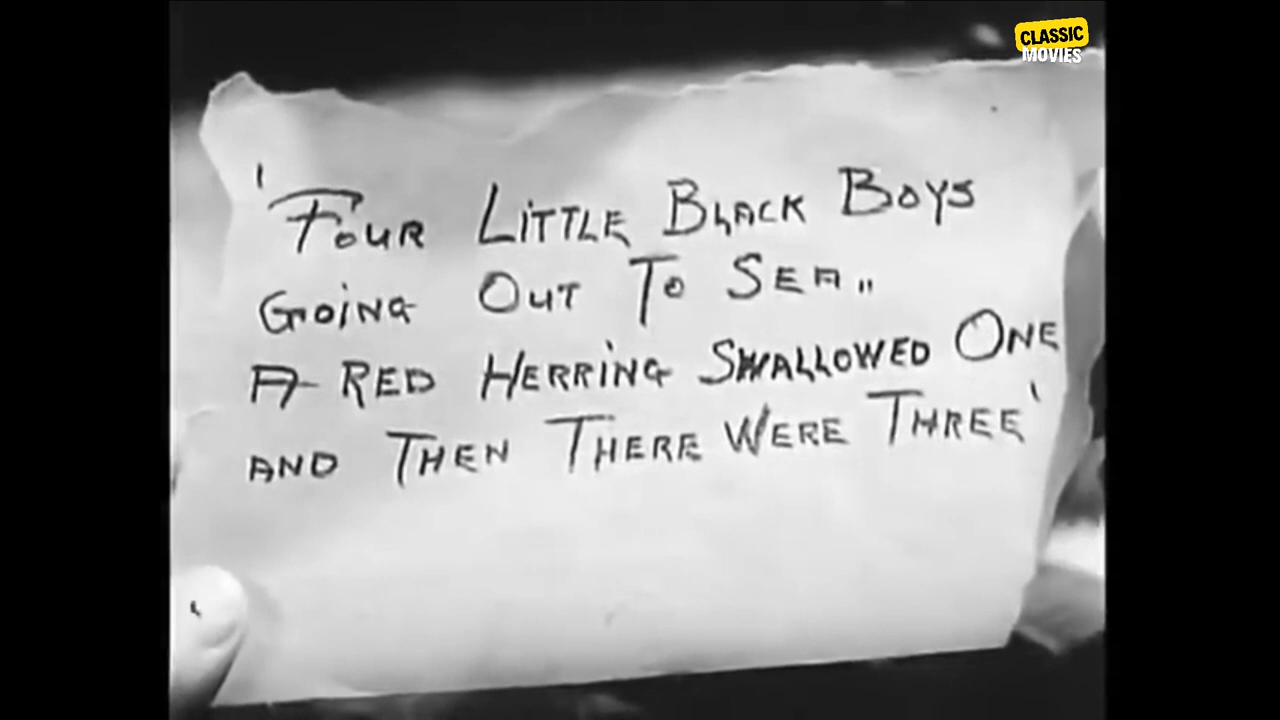 CLASSIC
MOVIES
'FOUR LITTLE BLACK BOYS
GOING OUT TO SEA..
A RED HERRING SWALLOWED ONE
AND THEN THERE WERE THREE'